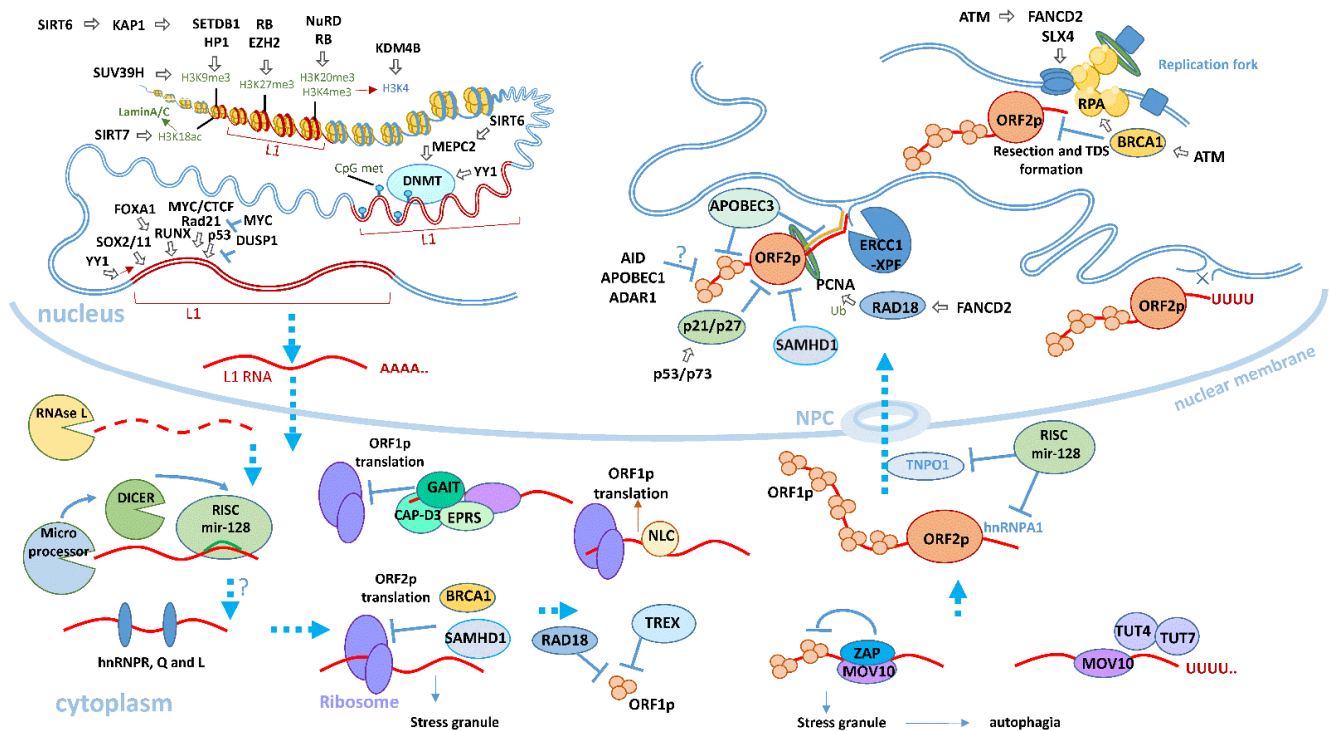 SIRT6
KAP1
SETDB1
HP1
RB
EZH2
NuRD
RB
KDM4B
SUV39H
H3K9me3
H3K27me3
H3K20me3
H3K4me3
H3K4
LaminA/C
SIRT7
H3K18ac
L1
SIRT6
MEPC2
CpG met
DNMT
YY1
L1
FOXA1
MYC/CTCF
Rad21
MYC
SOX2/11
RUNX
p53
DUSP1
YY1
L1
nucleus
L1 RNA
AAAA..
ATM
FANCD2
SLX4
Replication fork
RPA
ORF2p
Resection and TDS
formation
BRCA1
ATM
APOBEC3
ERCC1
-XPF
ORF2p
AID
APOBEC1
ADAR1
?
PCNA
Ub
RAD18
FANCD2
p21/p27
SAMHD1
p53/p73
ORF2p
UUUU
nuclear membrane
NPC
RNAse L
DICER
RISC
mir-128
Micro
processor
?
hnRNPR, Q and L
cytoplasm
ORF1p
translation
GAIT
CAP-D3
EPRS
ORF1p
translation
NLC
ORF2p
translation
BRCA1
SAMHD1
Ribosome
Stress granule
RAD18
TREX
ORF1p
TNPO1
RISC
mir-128
ORF1p
hnRNPA1
ORF2p
ZAP
MOV10
Stress granule
autophagia
TUT4
TUT7
MOV10
UUUU..